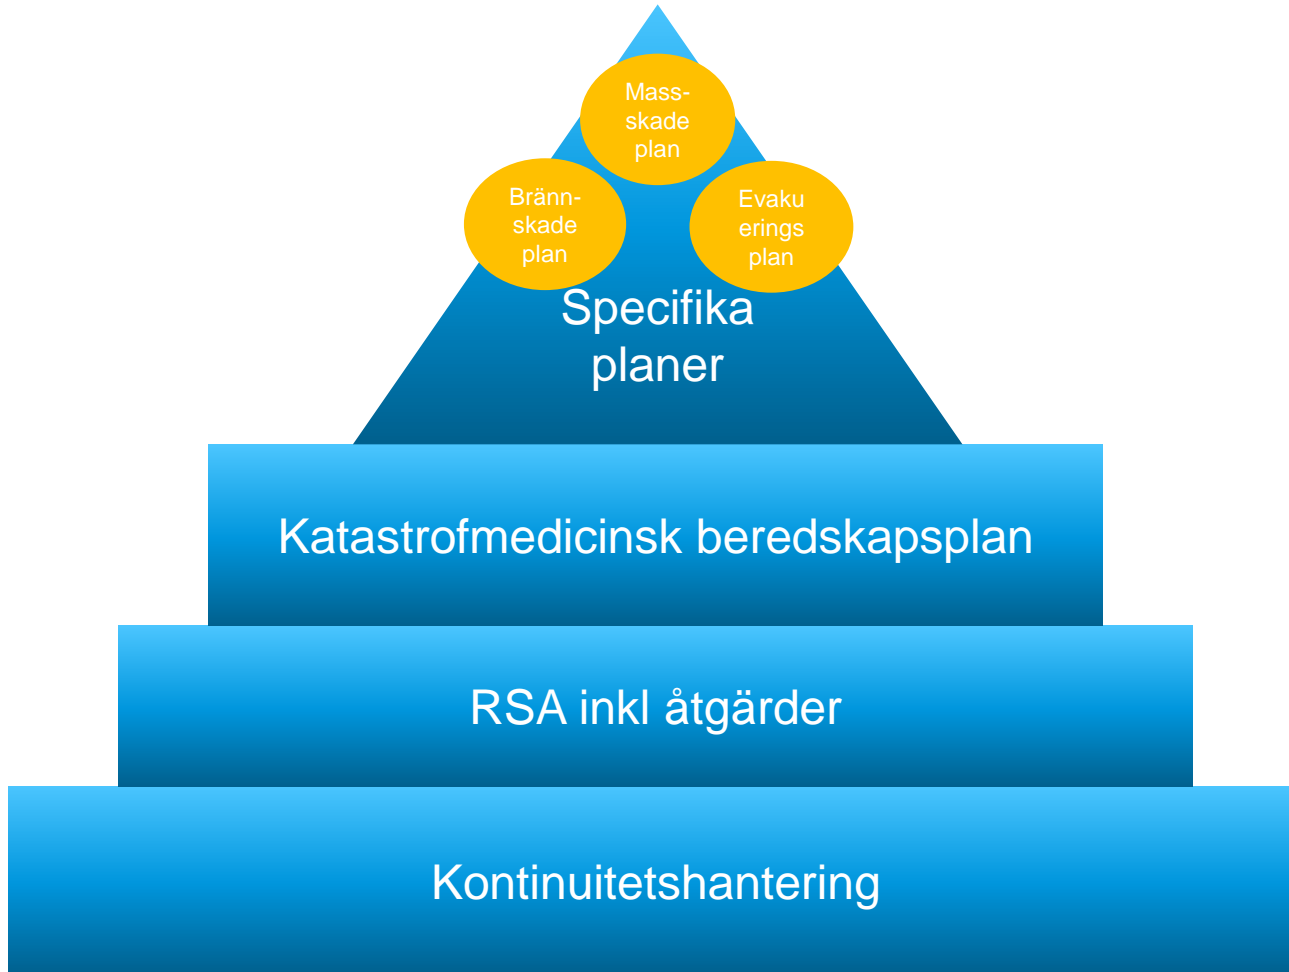 Mass-
skade
plan
Bränn-
skade
plan
Evaku
erings
plan
Specifika
planer
Katastrofmedicinsk beredskapsplan
RSA inkl åtgärder
Kontinuitetshantering